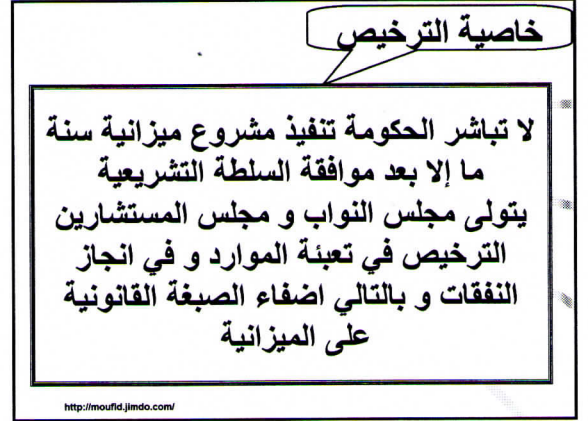 خاصية الترخيص
لا تباشر الحكومة تنفيذ مشروع ميزانية سنة
ما إلا بعد موافقة السلطة التشريعية
يتولى مجلس النواب و مجلس المستشارين
الترخيص في تعبئة الموارد و في انجاز
النفقات و بالتالي اضفاء الصبغة القانونية
على الميزانية
http://moufid.jimdo.com/